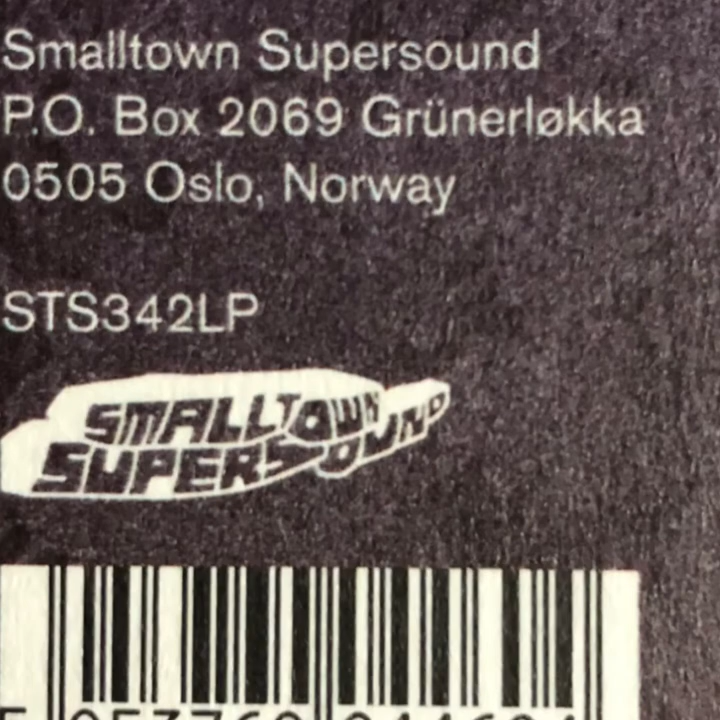 Smalltown Supersound
P.O. Box 2069 Grünerløkka
0505 Oslo, Norway
STS342LP
SMALLTOWN
SUPERSOUND